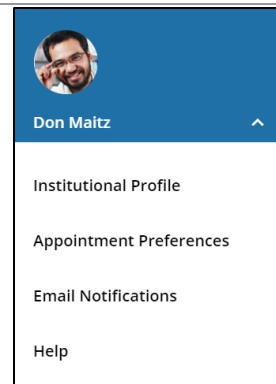 Don Maitz
Institutional Profile
Appointment Preferences
Email Notifications
Help